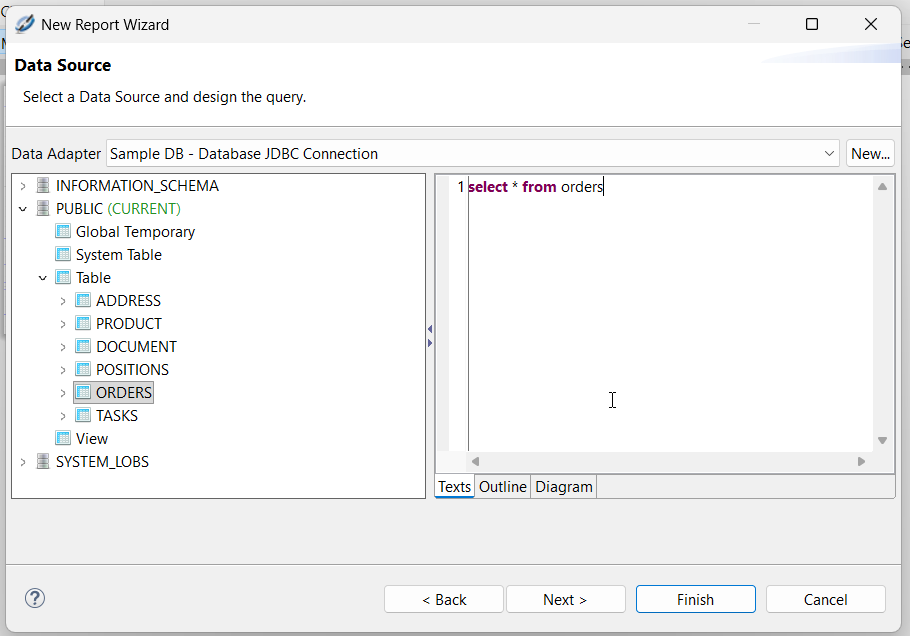 New Report Wizard
Data Source
Select a Data Source and design the query.
Data Adapter Sample DB - Database JDBC Connection New...
INFORMATION_SCHEMA
PUBLIC (CURRENT)
Global Temporary
System Table
Table
ADDRESS
PRODUCT
DOCUMENT
POSITIONS
ORDERS
TASKS
View
SYSTEM_LOBS
1 select * from orders
Texts Outline Diagram
?
< Back Next > Finish Cancel